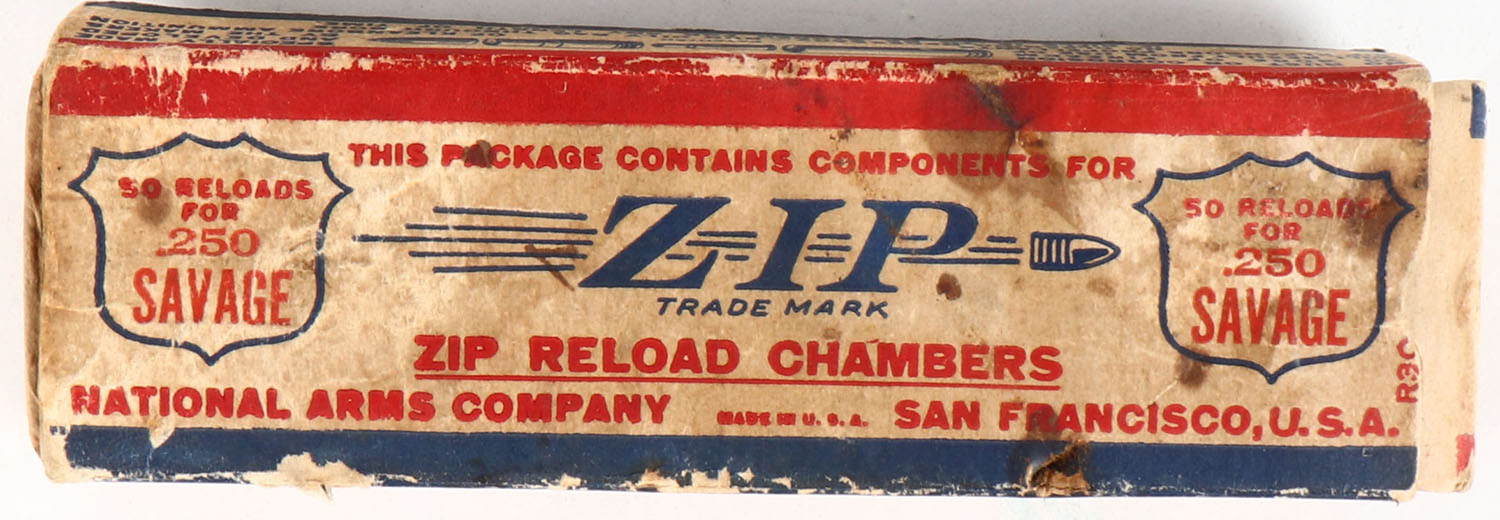 THIS PACKAGE CONTAINS COMPONENTS FOR
50 RELOADS
FOR
.250
SAVAGE
ZIP
TRADE MARK
50 RELOADS
FOR
.250
SAVAGE
ZIP RELOAD CHAMBERS
NATIONAL ARMS COMPANY MADE IN U.S.A. SAN FRANCISCO, U.S.A.